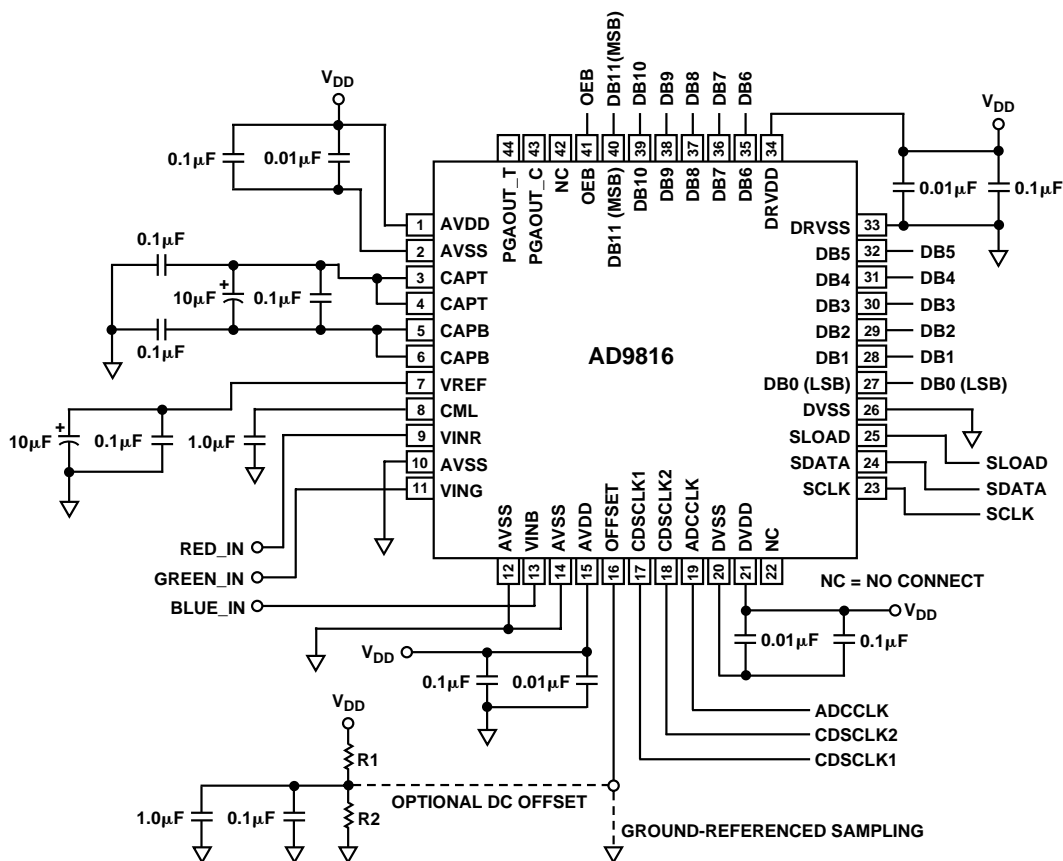 VDD
0.1μF
0.01μF
OEB
DB11(MSB)
DB10
DB9
DB8
DB7
DB6
VDD
0.01μF
0.1μF
44
43
42
41
40
39
38
37
36
35
34
PGAOUT_T
PGAOUT_C
NC
OEB
DB11 (MSB)
DB10
DB9
DB8
DB7
DB6
DRVDD
1 AVDD
2 AVSS
3 CAPT
4 CAPT
5 CAPB
6 CAPB
7 VREF
8 CML
9 VINR
10 AVSS
11 VING
0.1μF
10μF
+
0.1μF
0.1μF
10μF
+
0.1μF
1.0μF
AD9816
DRVSS 33
DB5 32 DB5
DB4 31 DB4
DB3 30 DB3
DB2 29 DB2
DB1 28 DB1
DB0 (LSB) 27 DB0 (LSB)
DVSS 26
SLOAD 25
SDATA 24
SCLK 23
SLOAD
SDATA
SCLK
AVSS
VINB
AVSS
AVDD
OFFSET
CDSCLK1
CDSCLK2
ADCCLK
DVSS
DVDD
NC
12
13
14
15
16
17
18
19
20
21
22
RED_IN
GREEN_IN
BLUE_IN
NC = NO CONNECT
VDD
0.01μF
0.1μF
VDD
0.1μF
0.01μF
ADCCLK
CDSCLK2
CDSCLK1
VDD
R1
R2
1.0μF
0.1μF
OPTIONAL DC OFFSET
GROUND-REFERENCED SAMPLING